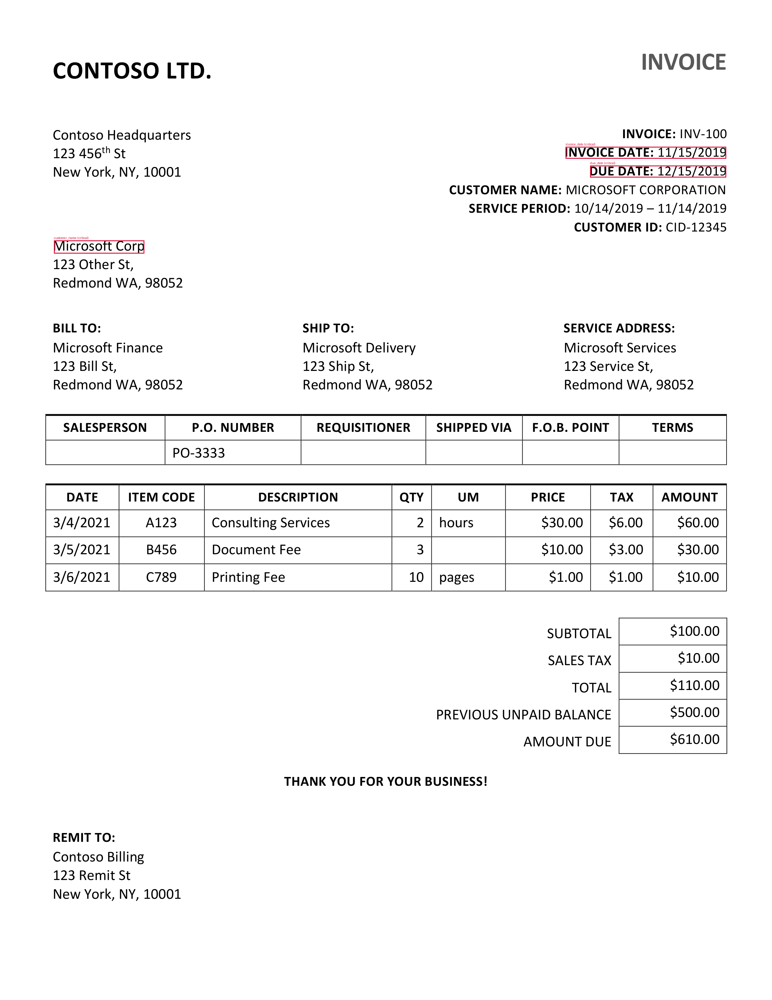 CONTOSO LTD.
INVOICE
Contoso Headquarters
123 456th St
New York, NY, 10001
INVOICE: INV-100
invoice_date (critical)
INVOICE DATE: 11/15/2019
due_date (critical)
DUE DATE: 12/15/2019
CUSTOMER NAME: MICROSOFT CORPORATION
SERVICE PERIOD: 10/14/2019 – 11/14/2019
CUSTOMER ID: CID-12345
customer_name (critical)
Microsoft Corp
123 Other St,
Redmond WA, 98052
BILL TO:
Microsoft Finance
123 Bill St,
Redmond WA, 98052
SHIP TO:
Microsoft Delivery
123 Ship St,
Redmond WA, 98052
SERVICE ADDRESS:
Microsoft Services
123 Service St,
Redmond WA, 98052
SALESPERSON P.O. NUMBER REQUISITIONER SHIPPED VIA F.O.B. POINT TERMS
PO-3333
DATE ITEM CODE DESCRIPTION QTY UM PRICE TAX AMOUNT
3/4/2021 A123 Consulting Services 2 hours $30.00 $6.00 $60.00
3/5/2021 B456 Document Fee 3 $10.00 $3.00 $30.00
3/6/2021 C789 Printing Fee 10 pages $1.00 $1.00 $10.00
SUBTOTAL $100.00
SALES TAX $10.00
TOTAL $110.00
PREVIOUS UNPAID BALANCE $500.00
AMOUNT DUE $610.00
THANK YOU FOR YOUR BUSINESS!
REMIT TO:
Contoso Billing
123 Remit St
New York, NY, 10001